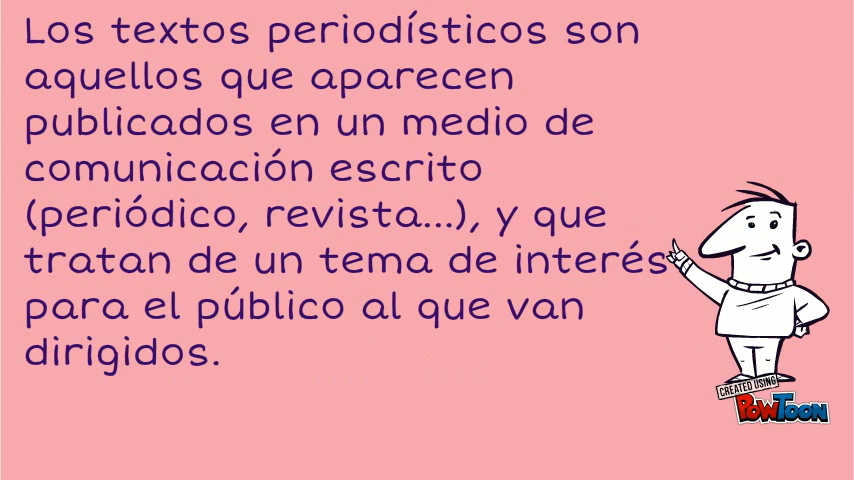 Los textos periodísticos son
aquellos que aparecen
publicados en un medio de
comunicación escrito
(periódico, revista...), y que
tratan de un tema de interés
para el público al que van
dirigidos.
CREATED USING
POWTOON